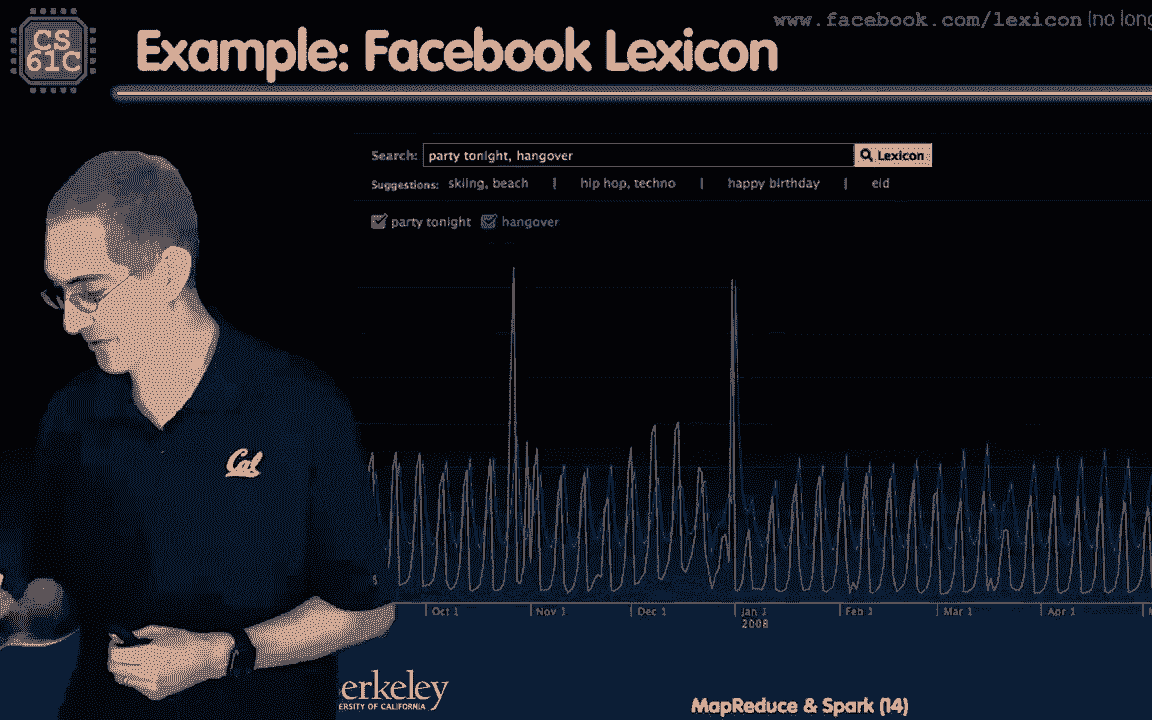 www.facebook.com/lexicon (no long
CS
61C
Example: Facebook Lexicon
Search: party tonight, hangover Lexicon
Suggestions: skiing, beach | hip hop, techno | happy birthday | eid
party tonight hangover
Cal
Oct 1 Nov 1 Dec 1 Jan 1 Feb 1 Mar 1 Apr 1
2008
erkeley
ERSITY OF CALIFORNIA
MapReduce & Spark (14)